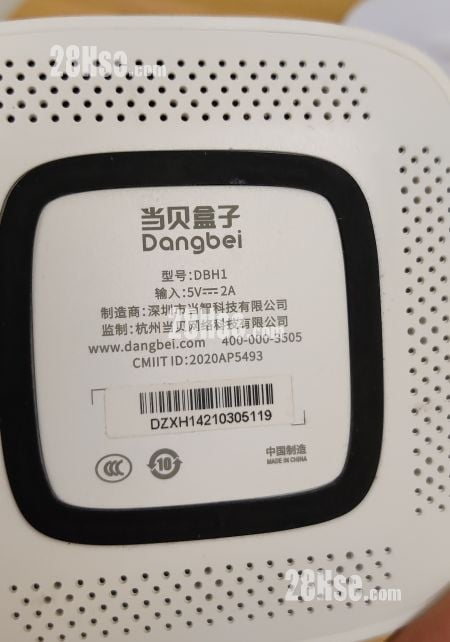 28Hse.com
当贝盒子
Dangbei
型号:DBH1
输入:5V⎓2A
制造商:深圳市当智科技有限公司
监制:杭州当贝网络科技有限公司
www.dangbei.com 400-000-3505
CMIIT ID:2020AP5493
DZXH14210305119
CCC
10
中国制造
MADE IN CHINA
28Hse.com